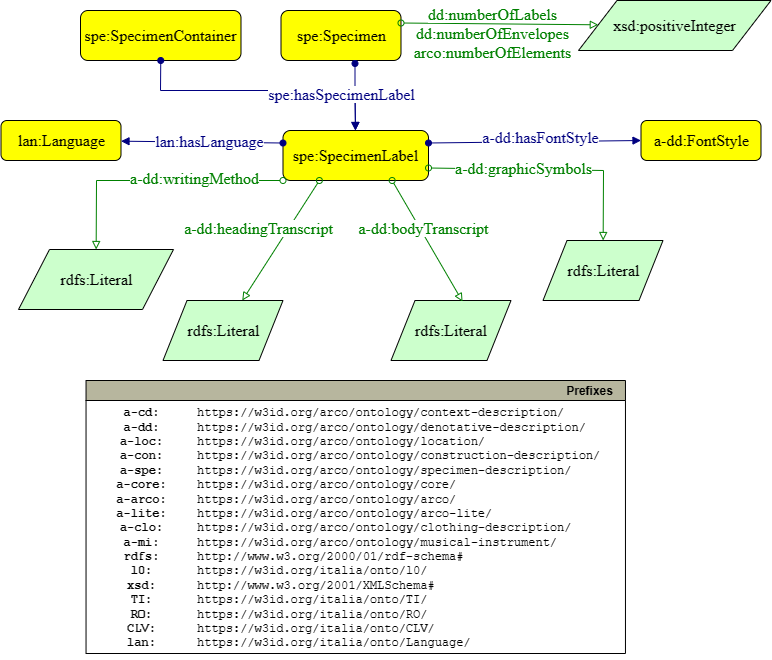 spe:SpecimenContainer
spe:Specimen
dd:numberOfLabels
dd:numberOfEnvelopes
arco:numberOfElements
xsd:positiveInteger
spe:hasSpecimenLabel
lan:Language
lan:hasLanguage
spe:SpecimenLabel
a-dd:hasFontStyle
a-dd:FontStyle
a-dd:writingMethod
a-dd:graphicSymbols
a-dd:headingTranscript
a-dd:bodyTranscript
rdfs:Literal
rdfs:Literal
rdfs:Literal
rdfs:Literal
Prefixes
a-cd: https://w3id.org/arco/ontology/context-description/
a-dd: https://w3id.org/arco/ontology/denotative-description/
a-loc: https://w3id.org/arco/ontology/location/
a-con: https://w3id.org/arco/ontology/construction-description/
a-spe: https://w3id.org/arco/ontology/specimen-description/
a-core: https://w3id.org/arco/ontology/core/
a-arco: https://w3id.org/arco/ontology/arco/
a-lite: https://w3id.org/arco/ontology/arco-lite/
a-clo: https://w3id.org/arco/ontology/clothing-description/
a-mi: https://w3id.org/arco/ontology/musical-instrument/
rdfs: http://www.w3.org/2000/01/rdf-schema#
l0: https://w3id.org/italia/onto/l0/
xsd: http://www.w3.org/2001/XMLSchema#
TI: https://w3id.org/italia/onto/TI/
RO: https://w3id.org/italia/onto/RO/
CLV: https://w3id.org/italia/onto/CLV/
lan: https://w3id.org/italia/onto/Language/